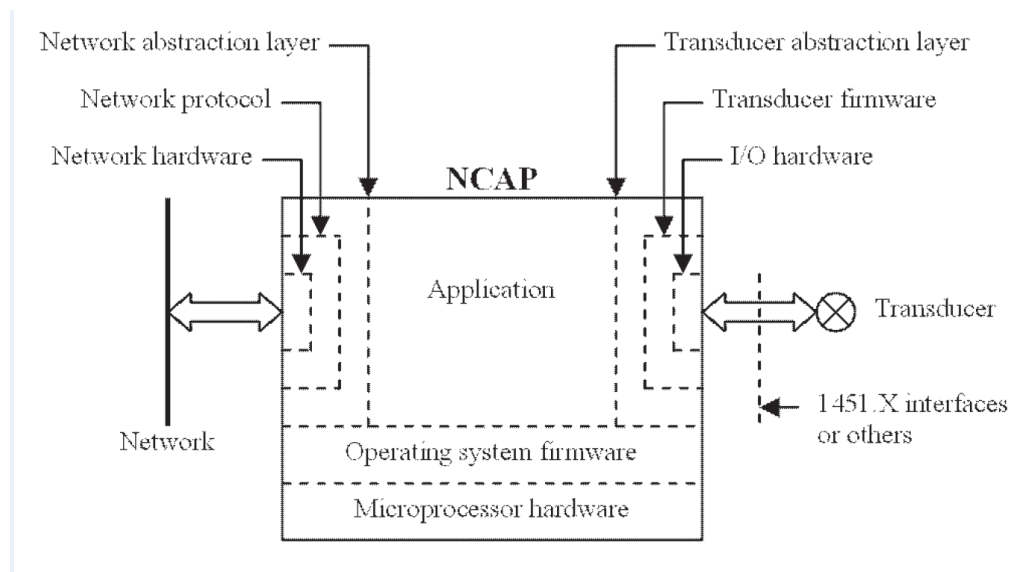 Network abstraction layer
Transducer abstraction layer
Network protocol
Transducer firmware
Network hardware
I/O hardware
NCAP
Application
Transducer
1451.X interfaces
or others
Network
Operating system firmware
Microprocessor hardware